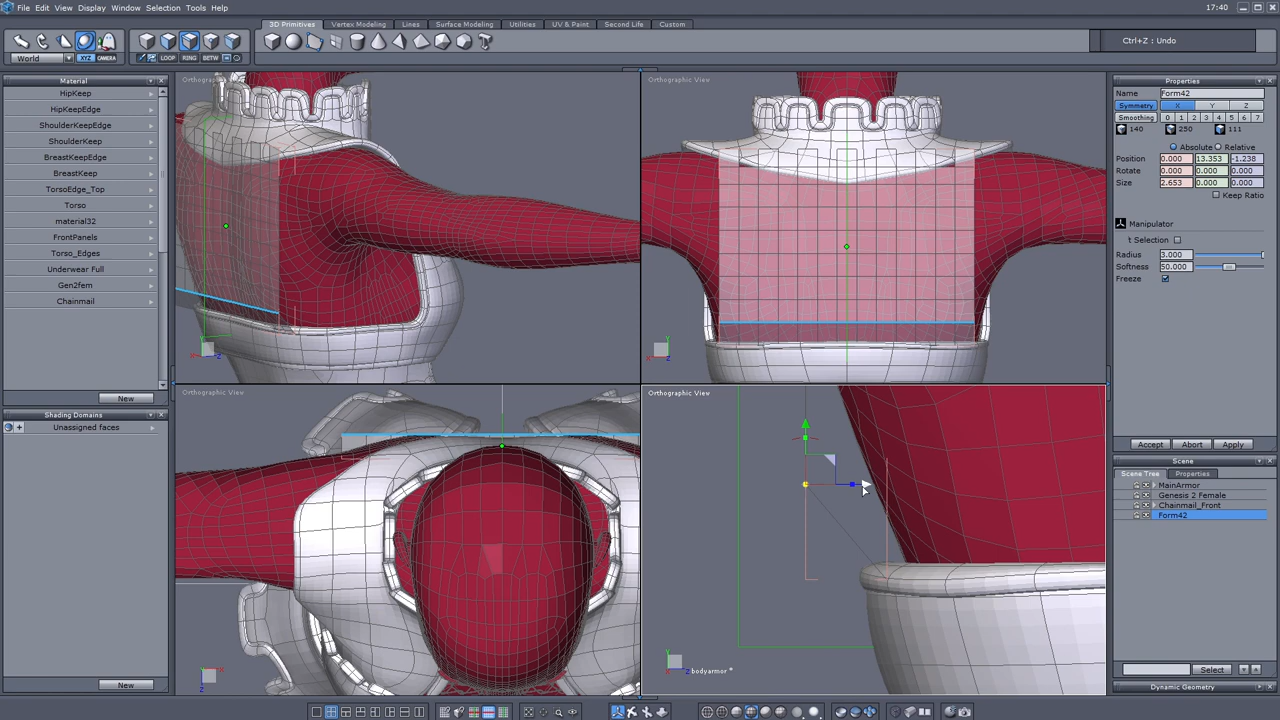 File Edit View Display Window Selection Tools Help
17:40
3D Primitives Vertex Modeling Lines Surface Modeling Utilities UV & Paint Second Life Custom
Ctrl+Z : Undo
World XYZ CAMERA LOOP RING BETW
Material
HipKeep
HipKeepEdge
ShoulderKeepEdge
ShoulderKeep
BreastKeepEdge
BreastKeep
TorsoEdge_Top
Torso
material32
FrontPanels
Torso_Edges
Underwear Full
Gen2fem
Chainmail
New
Shading Domains
Unassigned faces
New
Orthographic View
Orthographic View
Orthographic View
Orthographic View
bodyarmor *
Properties
Name Form42
Symmetry X Y Z
Smoothing 0 1 2 3 4 5 6 7
140 250 111
Absolute Relative
Position 0.000 13.353 -1.238
Rotate 0.000 0.000 0.000
Size 2.653 0.000 0.000
Keep Ratio
Manipulator
Radius 3.000
Softness 50.000
Freeze
Accept Abort Apply
Scene
Scene Tree Properties
MainArmor
Genesis 2 Female
Chainmail_Front
Form42
Select
Dynamic Geometry